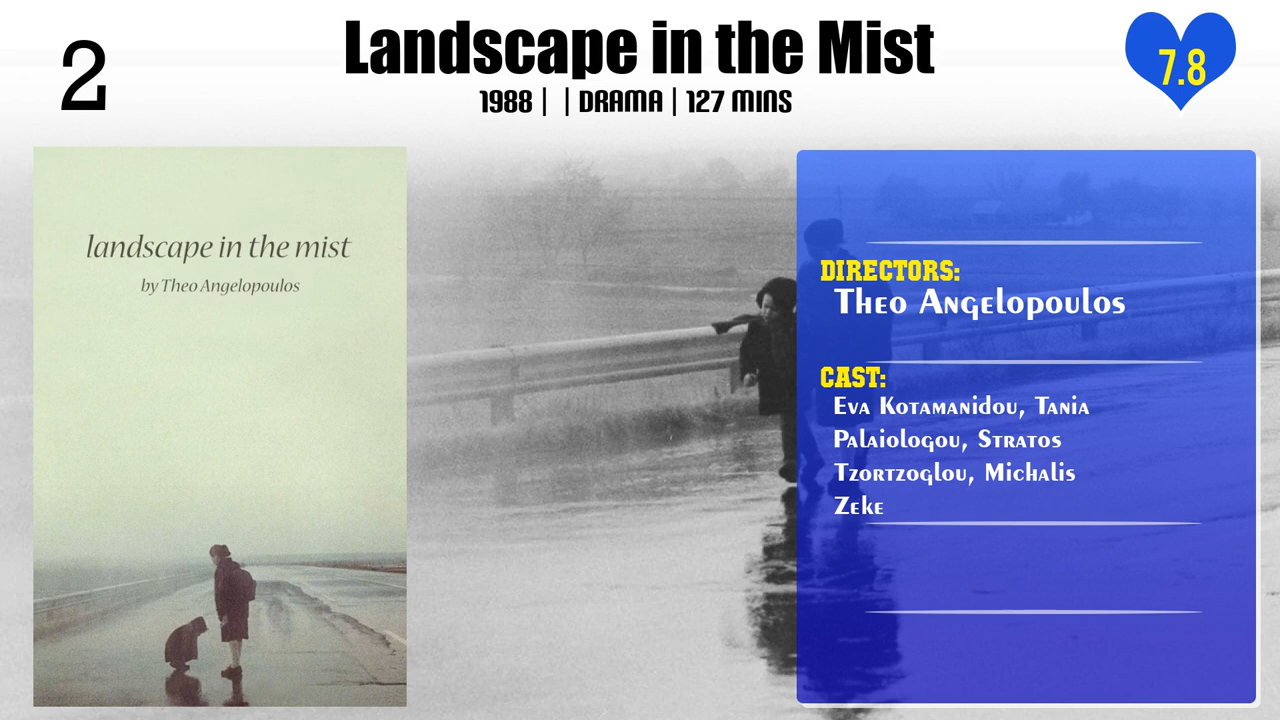 2
Landscape in the Mist
1988 | | DRAMA | 127 MINS
7.8
landscape in the mist
by Theo Angelopoulos
DIRECTORS:
Theo Angelopoulos
CAST:
Eva Kotamanidou, Tania
Palaiologou, Stratos
Tzortzoglou, Michalis
Zeke